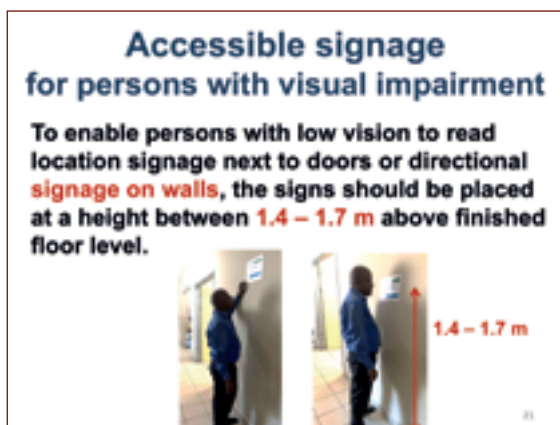 Accessible signage
for persons with visual impairment
To enable persons with low vision to read
location signage next to doors or directional
signage on walls, the signs should be placed
at a height between 1.4 – 1.7 m above finished
floor level.
1.4 – 1.7 m
21